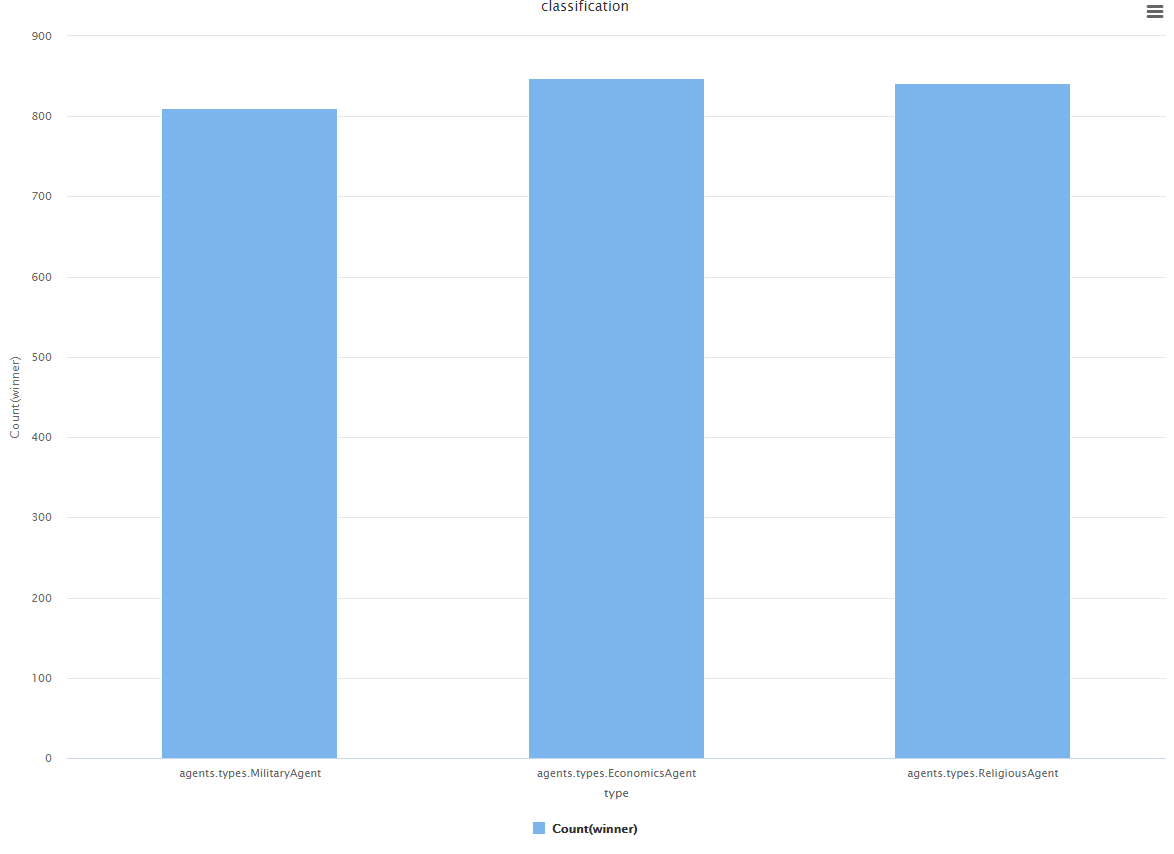 classification
900
800
700
600
500
400
300
200
100
0
Count(winner)
agents.types.MilitaryAgent agents.types.EconomicsAgent agents.types.ReligiousAgent
type
Count(winner)